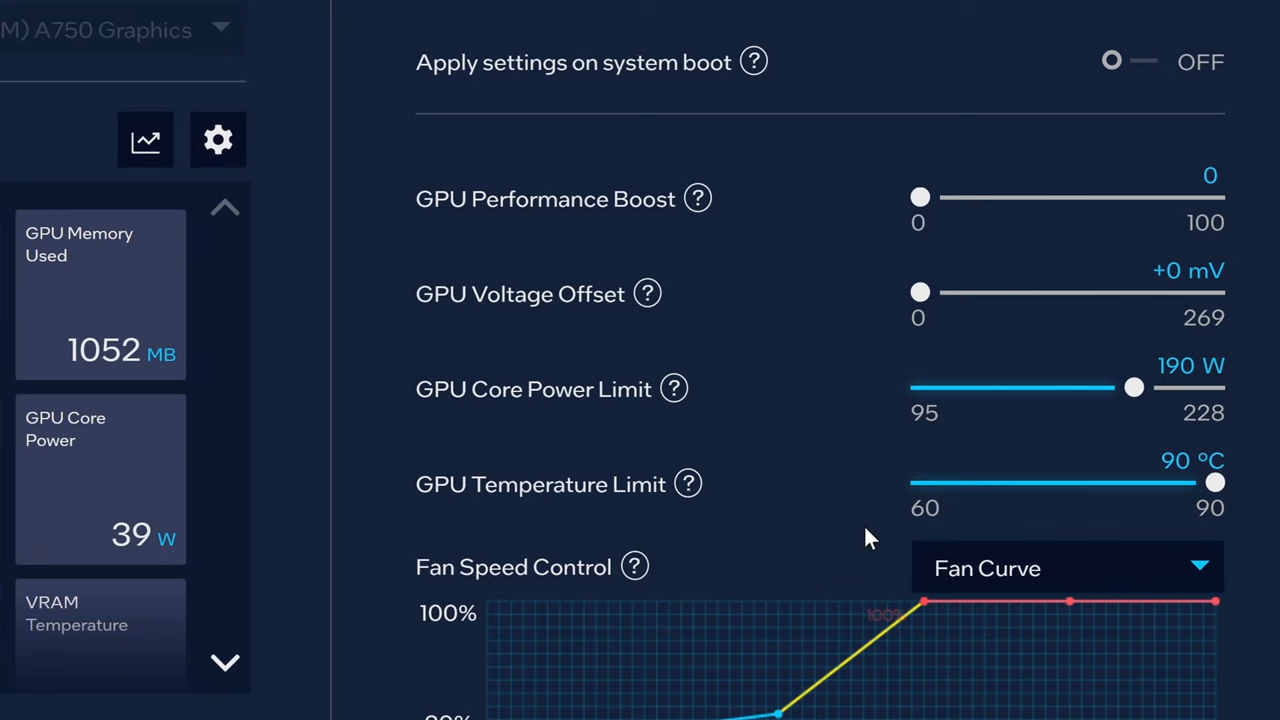 M) A750 Graphics
GPU Memory
Used
1052 MB
GPU Core
Power
39 W
VRAM
Temperature
Apply settings on system boot ?
OFF
GPU Performance Boost ?
0
0 100
GPU Voltage Offset ?
+0 mV
0 269
GPU Core Power Limit ?
190 W
95 228
GPU Temperature Limit ?
90 °C
60 90
Fan Speed Control ?
Fan Curve
100%
100%